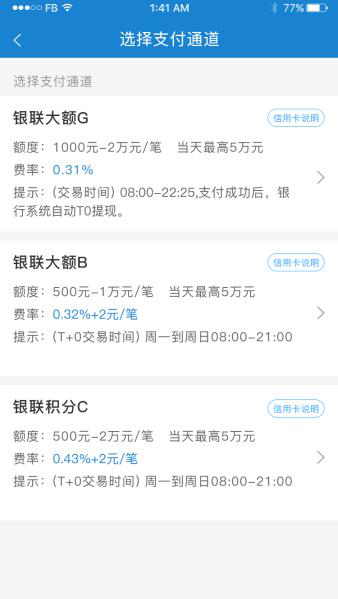 FB 1:41 AM 77%
选择支付通道
选择支付通道
银联大额G 信用卡说明
额度：1000元-2万元/笔 当天最高5万元
费率：0.31%
提示：(交易时间) 08:00-22:25,支付成功后，银
行系统自动T0提现。
银联大额B 信用卡说明
额度：500元-1万元/笔 当天最高5万元
费率：0.32%+2元/笔
提示：(T+0交易时间) 周一到周日08:00-21:00
银联积分C 信用卡说明
额度：500元-2万元/笔 当天最高5万元
费率：0.43%+2元/笔
提示：(T+0交易时间) 周一到周日08:00-21:00